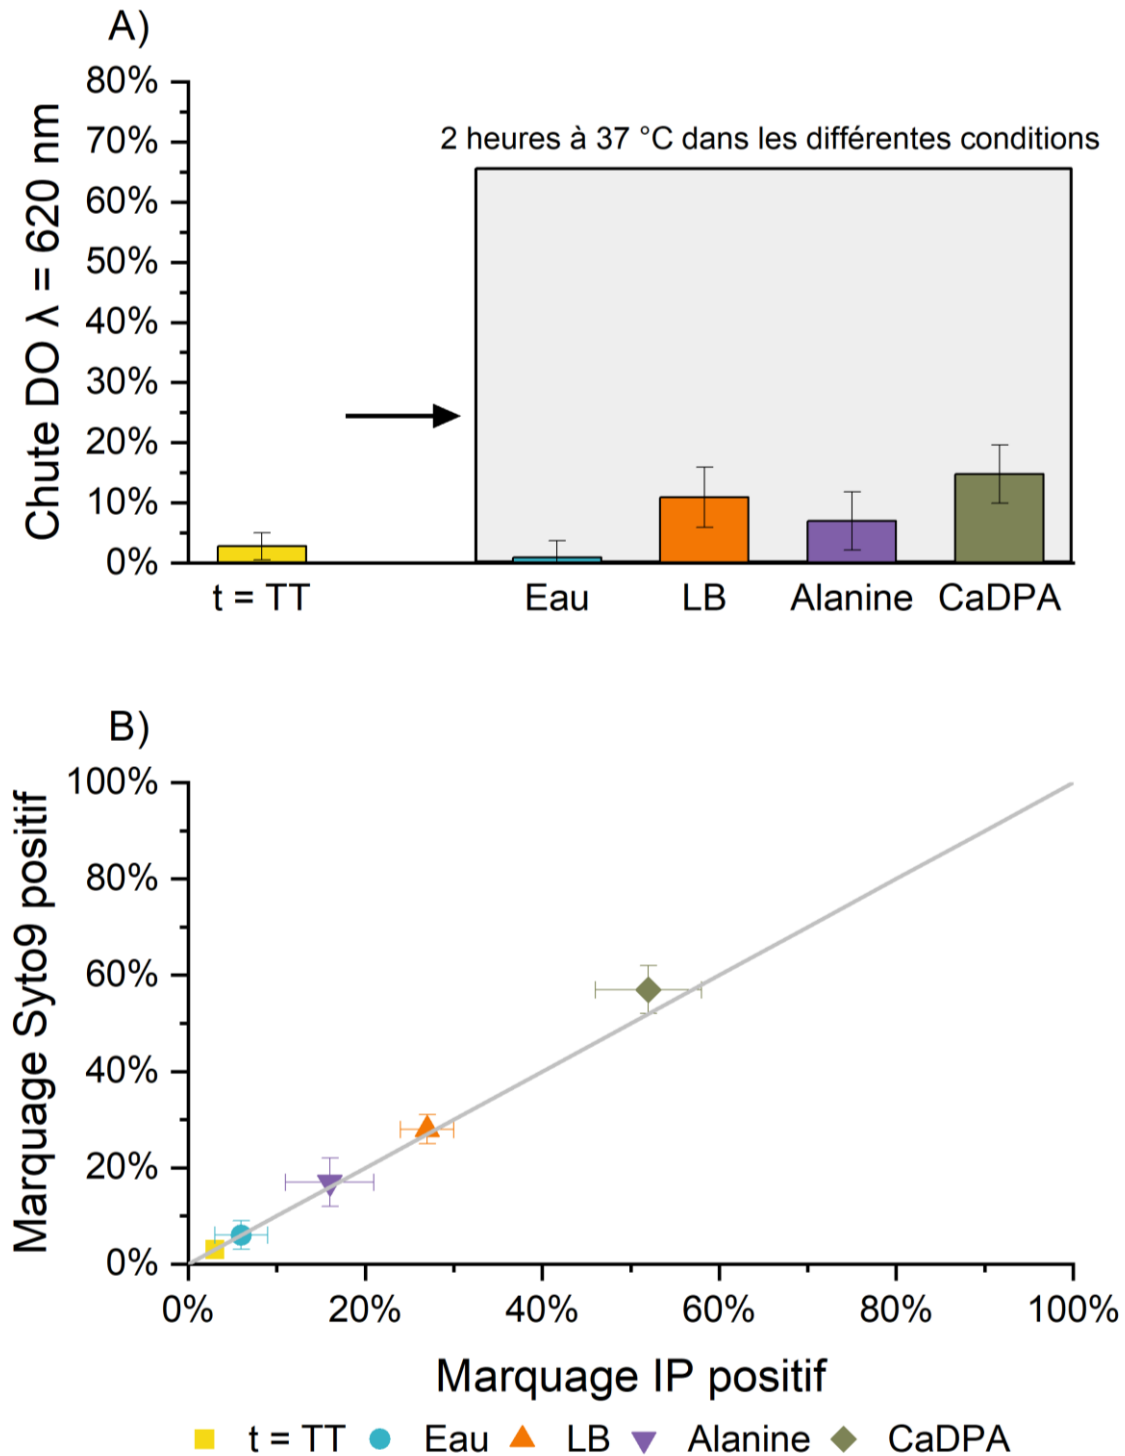 A)
Chute DO λ = 620 nm
80%
70%
60%
50%
40%
30%
20%
10%
0%
2 heures à 37 °C dans les différentes conditions
t = TT Eau LB Alanine CaDPA
B)
Marquage Syto9 positif
100%
80%
60%
40%
20%
0%
0% 20% 40% 60% 80% 100%
Marquage IP positif
t = TT Eau LB Alanine CaDPA